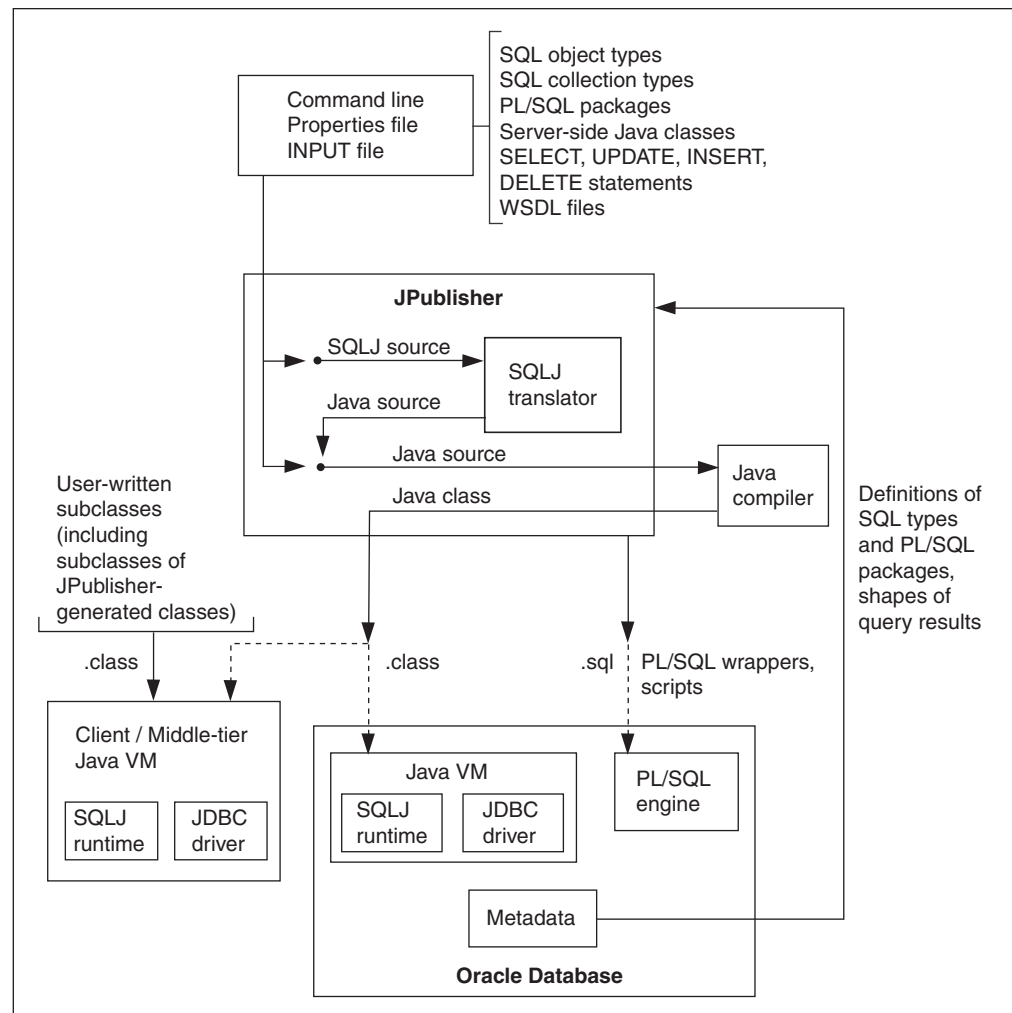 Command line
Properties file
INPUT file
SQL object types
SQL collection types
PL/SQL packages
Server-side Java classes
SELECT, UPDATE, INSERT,
DELETE statements
WSDL files
JPublisher
SQLJ source
SQLJ
translator
Java source
Java source
Java
compiler
Java class
User-written
subclasses
(including
subclasses of
JPublisher-
generated classes)
Definitions of
SQL types
and PL/SQL
packages,
shapes of
query results
.class
.class
.sql
PL/SQL wrappers,
scripts
Client / Middle-tier
Java VM
SQLJ
runtime
JDBC
driver
Java VM
SQLJ
runtime
JDBC
driver
PL/SQL
engine
Metadata
Oracle Database